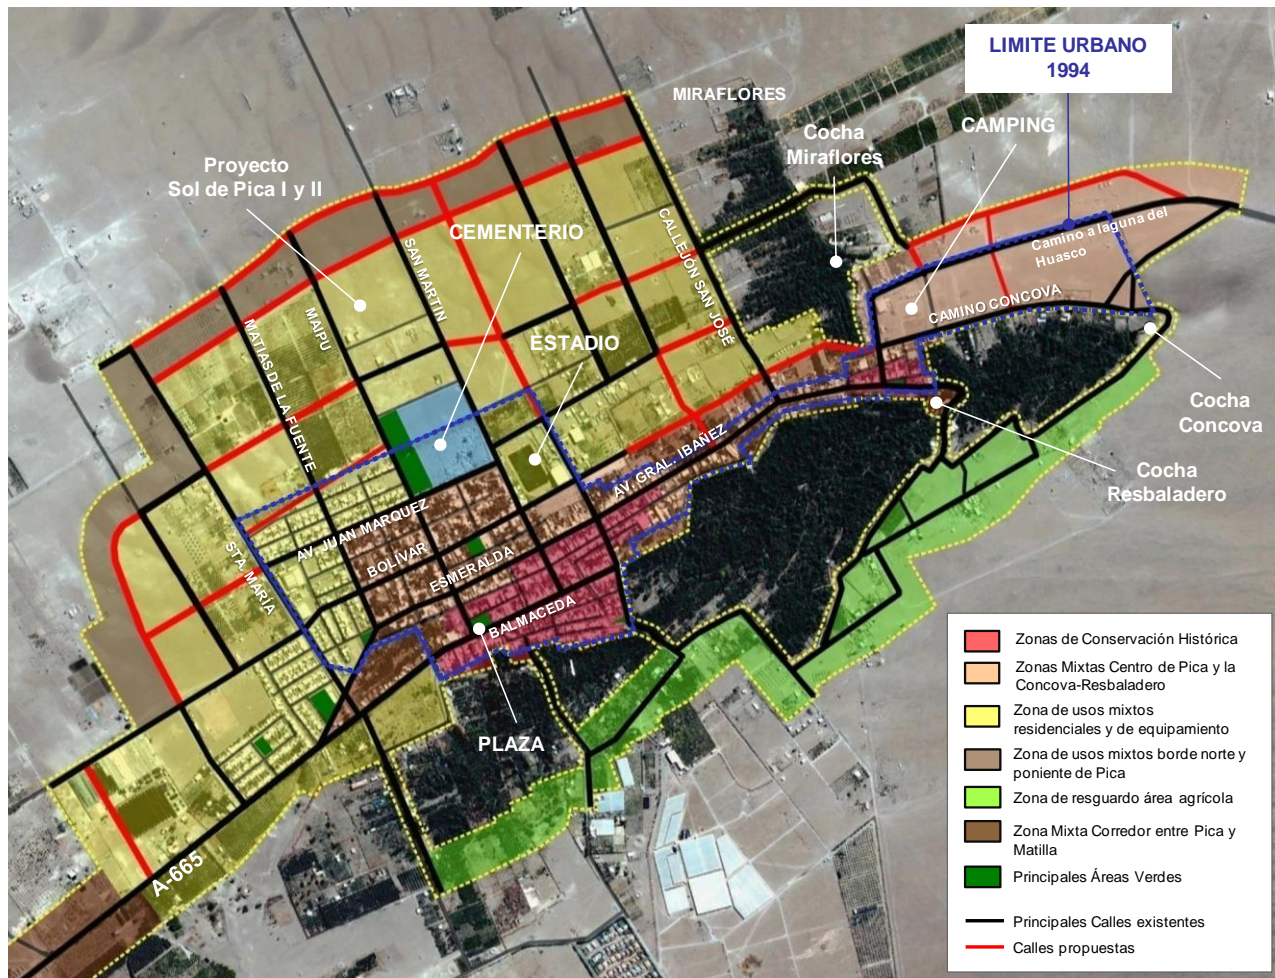 LIMITE URBANO
1994
MIRAFLORES
Cocha
Miraflores
CAMPING
Proyecto
Sol de Pica I y II
CEMENTERIO
SAN MARTIN
CALLEJÓN SAN JOSÉ
Camino a laguna del
Huasco
CAMINO CONCOVA
MAIPU
MATIAS DE LA FUENTE
ESTADIO
Cocha
Concova
AV. GRAL. IBAÑEZ
Cocha
Resbaladero
AV. JUAN MARQUEZ
STA. MARÍA
BOLÍVAR
ESMERALDA
BALMACEDA
PLAZA
A-665
Zonas de Conservación Histórica
Zonas Mixtas Centro de Pica y la
Concova-Resbaladero
Zona de usos mixtos
residenciales y de equipamiento
Zona de usos mixtos borde norte y
poniente de Pica
Zona de resguardo área agrícola
Zona Mixta Corredor entre Pica y
Matilla
Principales Áreas Verdes
Principales Calles existentes
Calles propuestas